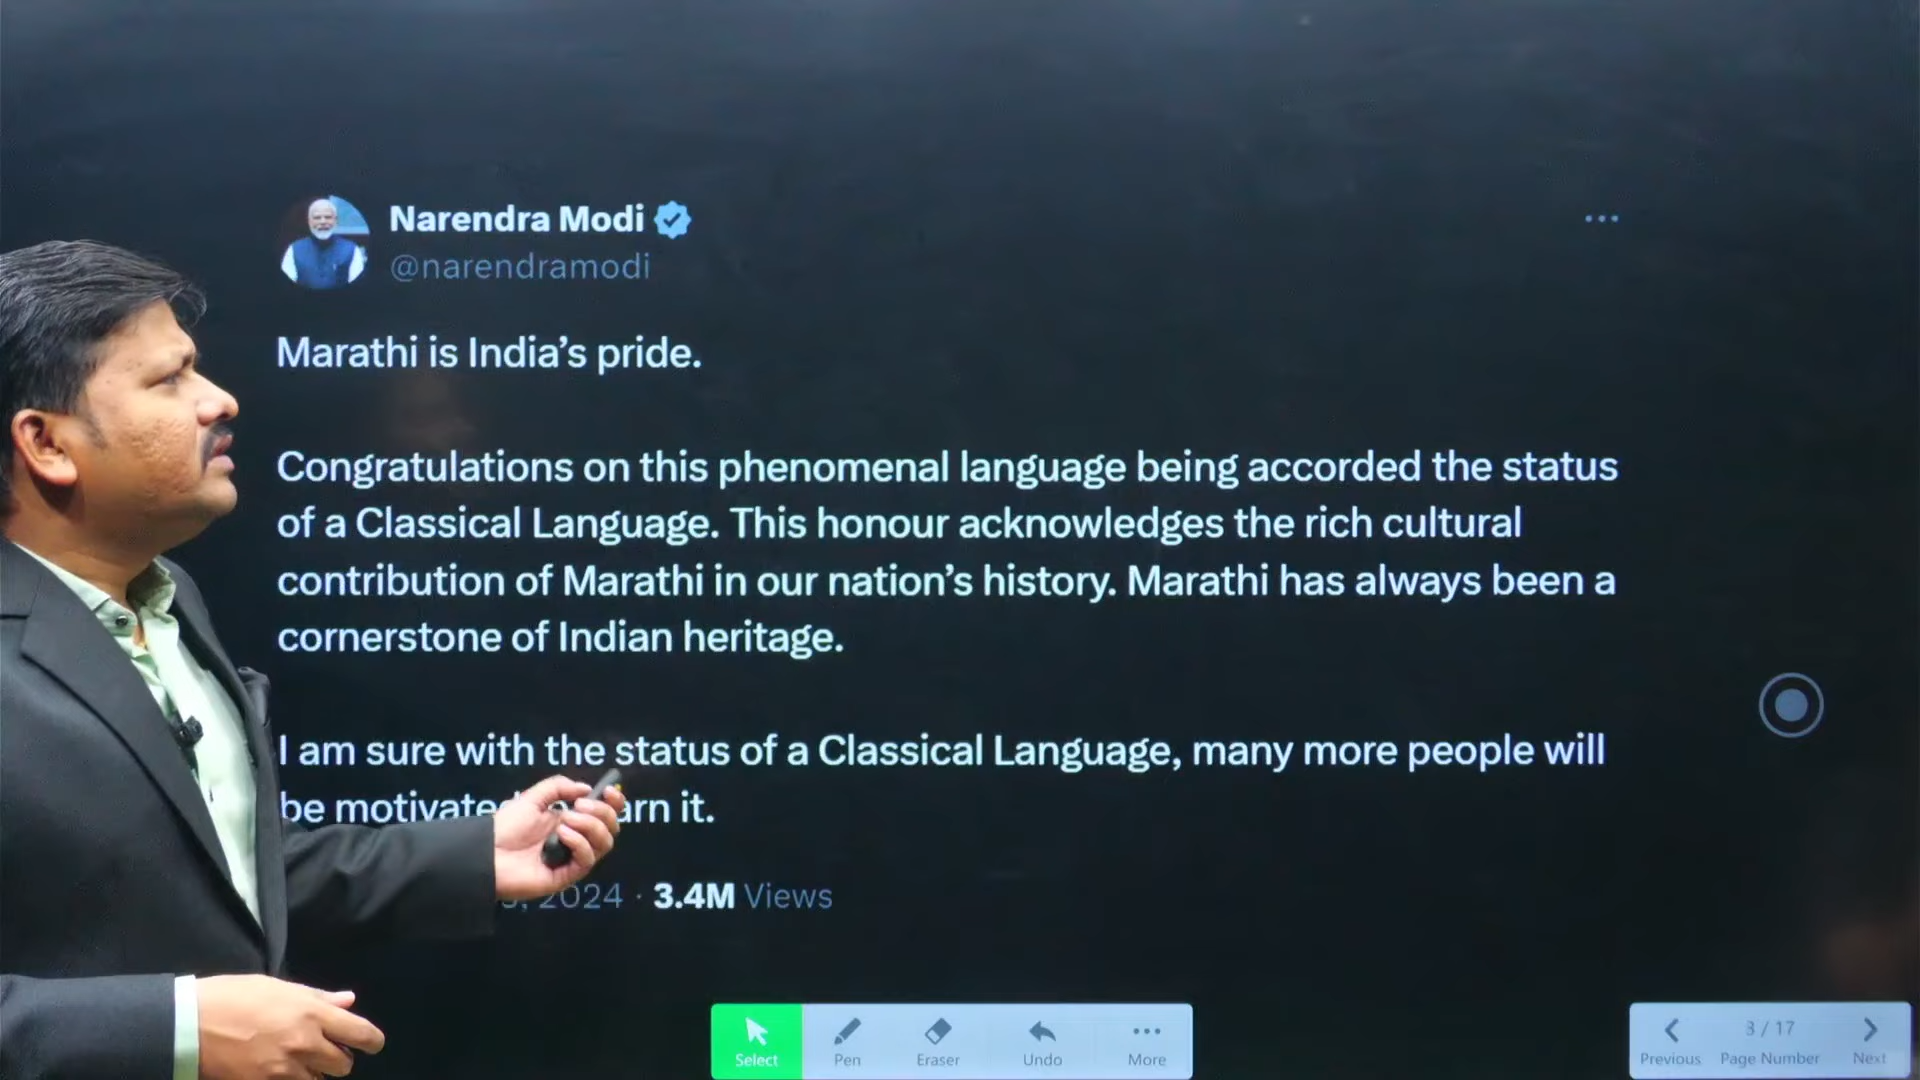 Narendra Modi
@narendramodi
Marathi is India’s pride.
Congratulations on this phenomenal language being accorded the status
of a Classical Language. This honour acknowledges the rich cultural
contribution of Marathi in our nation’s history. Marathi has always been a
cornerstone of Indian heritage.
I am sure with the status of a Classical Language, many more people will
be motivated arn it.
2024 · 3.4M Views
Select Pen Eraser Undo More
Previous Page Number Next
/ 17